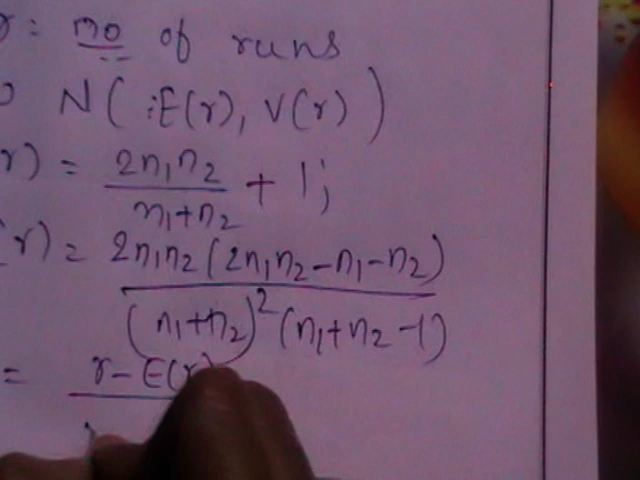 r: no of runs
N( :E(r), V(r) )
r) = 2n₁n₂ / n₁+n₂ + 1;
(r) = 2n₁n₂(2n₁n₂-n₁-n₂) / (n₁+n₂)²(n₁+n₂-1)
= r-E(r)